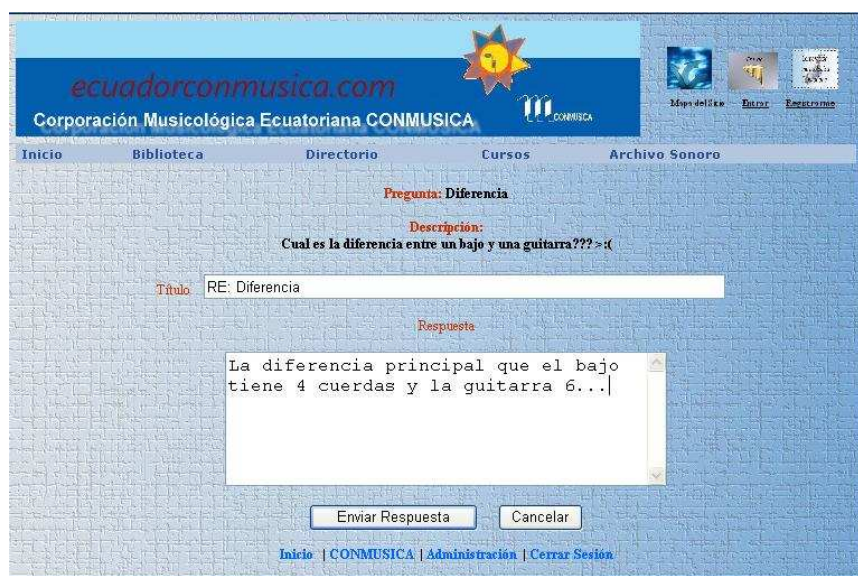 ecuadorconmusica.com
Corporación Musicológica Ecuatoriana CONMUSICA
CONMUSICA
Mapa del Sitio Entrar Registrarme
Inicio Biblioteca Directorio Cursos Archivo Sonoro
Pregunta: Diferencia
Descripción:
Cual es la diferencia entre un bajo y una guitarra??? >:(
Título RE: Diferencia
Respuesta
La diferencia principal que el bajo
tiene 4 cuerdas y la guitarra 6...
Enviar Respuesta Cancelar
Inicio | CONMUSICA | Administración | Cerrar Sesión